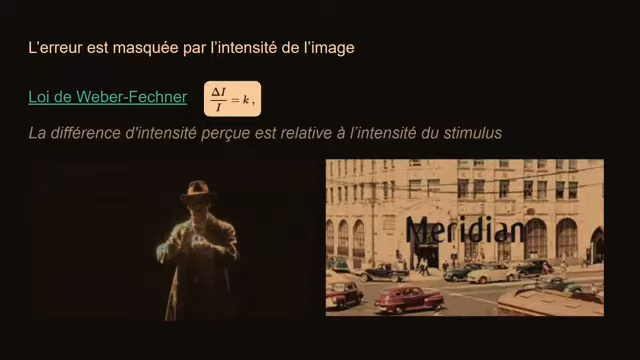 L’erreur est masquée par l’intensité de l’image
Loi de Weber-Fechner
ΔI/I = k,
La différence d'intensité perçue est relative à l’intensité du stimulus
Meridian